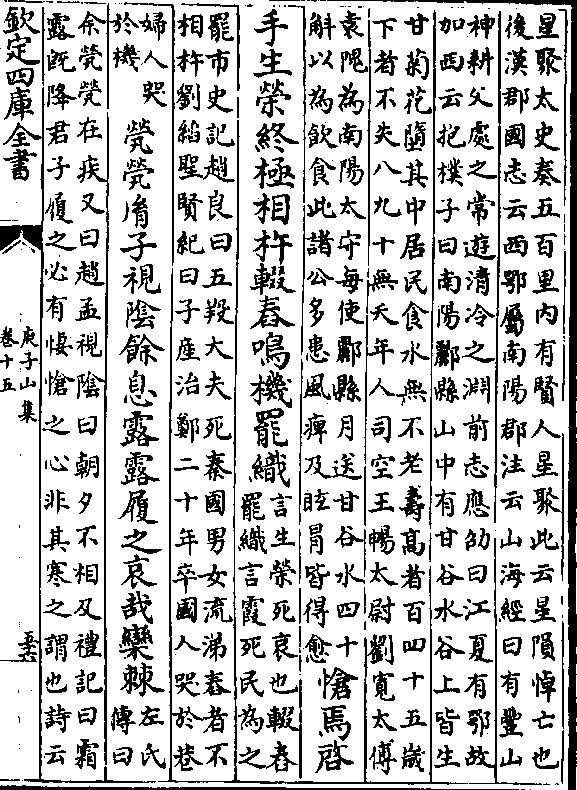 星聚太史奏五百里内有賢人星聚此云星隕悼亡也
後漢郡國志云西鄂屬南陽郡注云山海經曰有豐山
神耕父處之常遊清冷之淵前志應劭曰江夏有鄂故
加西云抱樸子曰南陽酈縣山中有甘谷水谷上皆生
甘菊花墮其中居民食水無不老壽髙者百四十五歳
下者不失八九十無夭年人司空王暢太尉劉寬太傅
袁隗為南陽太守每使酈縣月送甘谷水四十
斛以為飲食此諸公多患風痺及眩冒皆得愈
愴焉啓
手生榮終極相杵輟舂嗚機罷織
言生榮死哀也輟舂
罷織言霞死民為之
罷市史記趙良曰五羖大夫死秦國男女流涕舂者不
相杵劉縚聖賢紀曰子産治鄭二十年卒國人哭於巷
婦人哭
於機
煢煢胤子視陰餘息露露履之哀哉欒棘
左氏
傳曰
余煢煢在疾又曰趙孟視陰曰朝夕不相及禮記曰霜
露旣降君子履之必有悽愴之心非其寒之謂也詩云
欽定四庫全書
庾子山集
卷十五